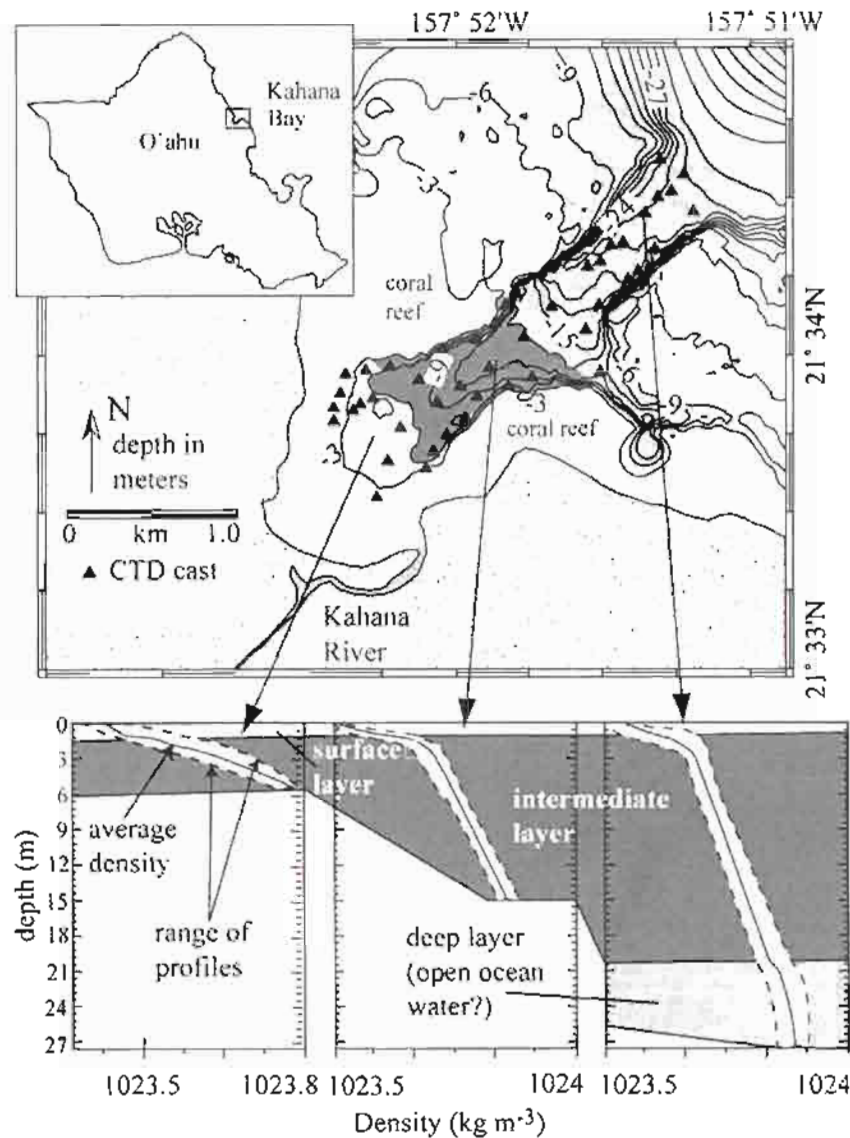 157° 52'W
157° 51'W
Kahana
Bay
O'ahu
-9
-6
-27
-3
coral
reef
21° 34'N
-6
-9
-3
coral reef
-3
N
depth in
meters
0 km 1.0
▲ CTD cast
Kahana
River
21° 33'N
0
3
6
9
12
15
18
21
24
27
depth (m)
surface
layer
intermediate
layer
average
density
range of
profiles
deep layer
(open ocean
water?)
1023.5 1023.8 1023.5 1024 1023.5 1024
Density (kg m-3)